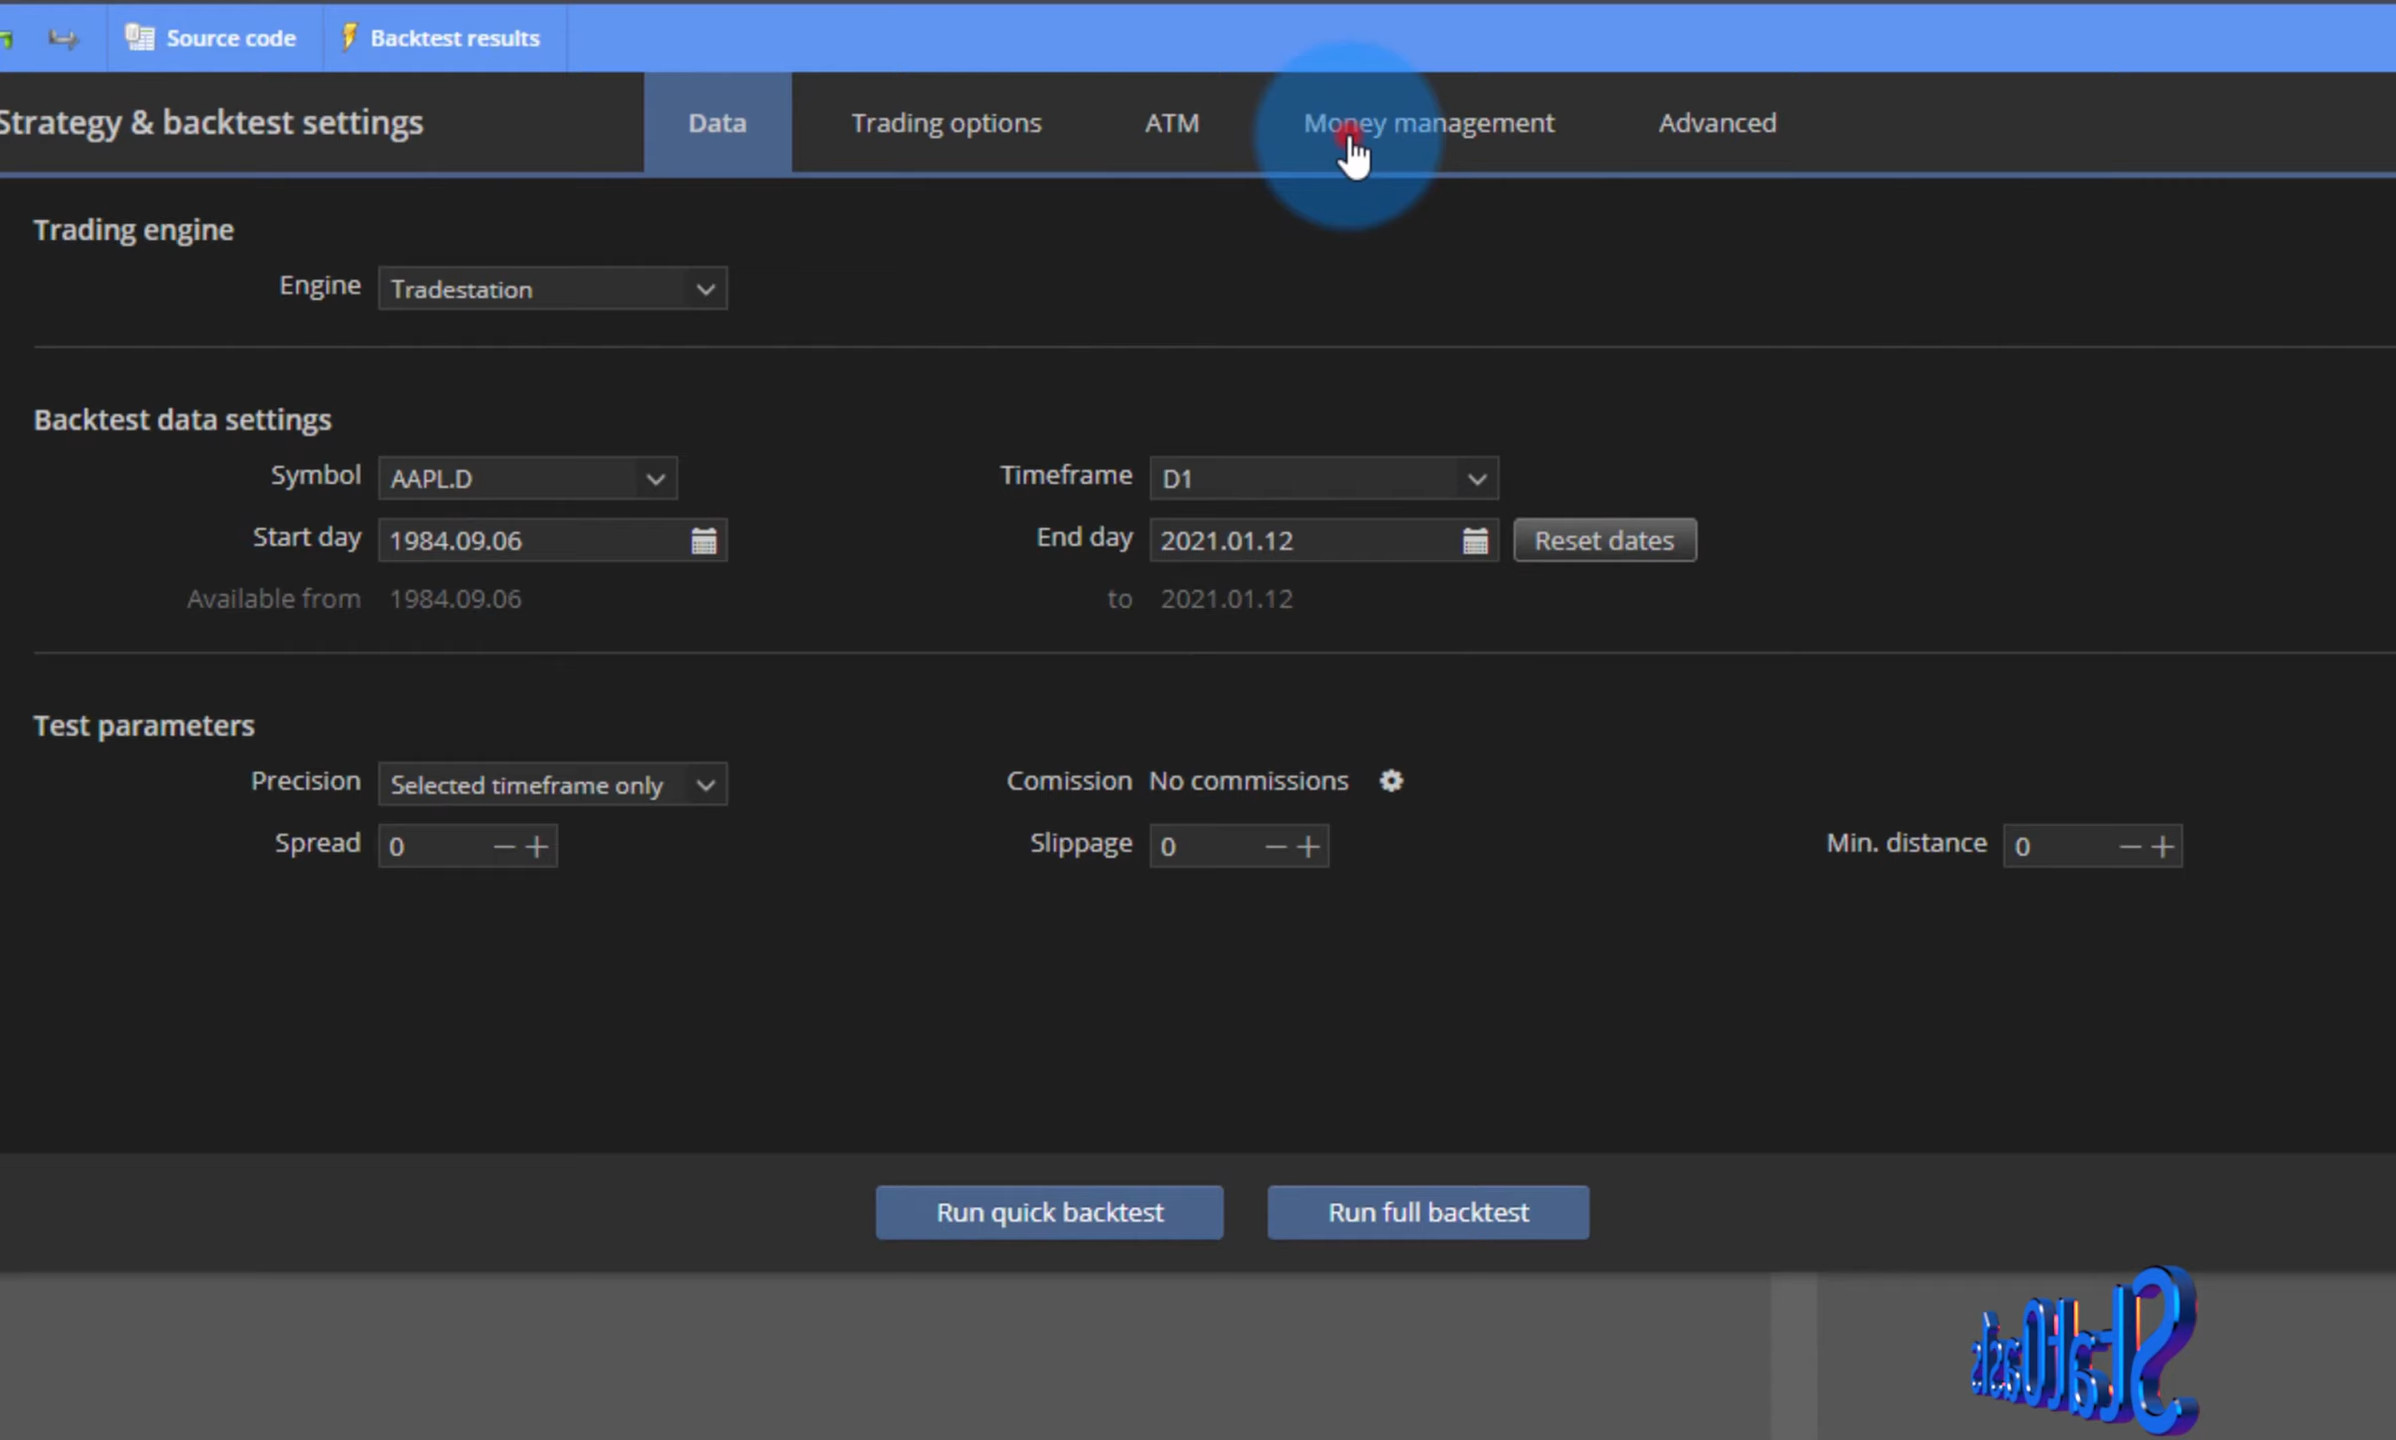 Source code
Backtest results
Strategy & backtest settings
Data
Trading options
ATM
Money management
Advanced
Trading engine
Engine
Tradestation
Backtest data settings
Symbol
AAPL.D
Timeframe
D1
Start day
1984.09.06
End day
2021.01.12
Reset dates
Available from
1984.09.06
to
2021.01.12
Test parameters
Precision
Selected timeframe only
Comission
No commissions
Spread
0
Slippage
0
Min. distance
0
Run quick backtest
Run full backtest